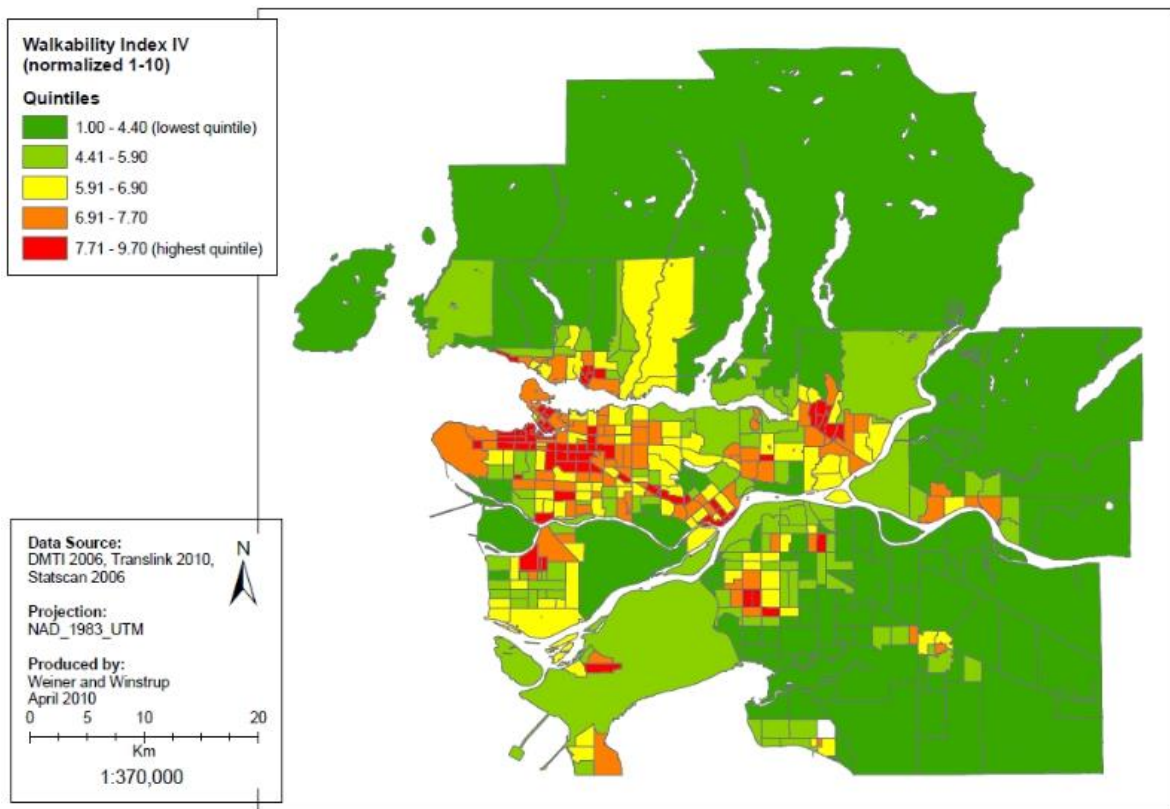 Walkability Index IV
(normalized 1-10)
Quintiles
1.00 - 4.40 (lowest quintile)
4.41 - 5.90
5.91 - 6.90
6.91 - 7.70
7.71 - 9.70 (highest quintile)
Data Source:
DMTI 2006, Translink 2010,
Statscan 2006
N
Projection:
NAD_1983_UTM
Produced by:
Weiner and Winstrup
April 2010
0 5 10 20
Km
1:370,000